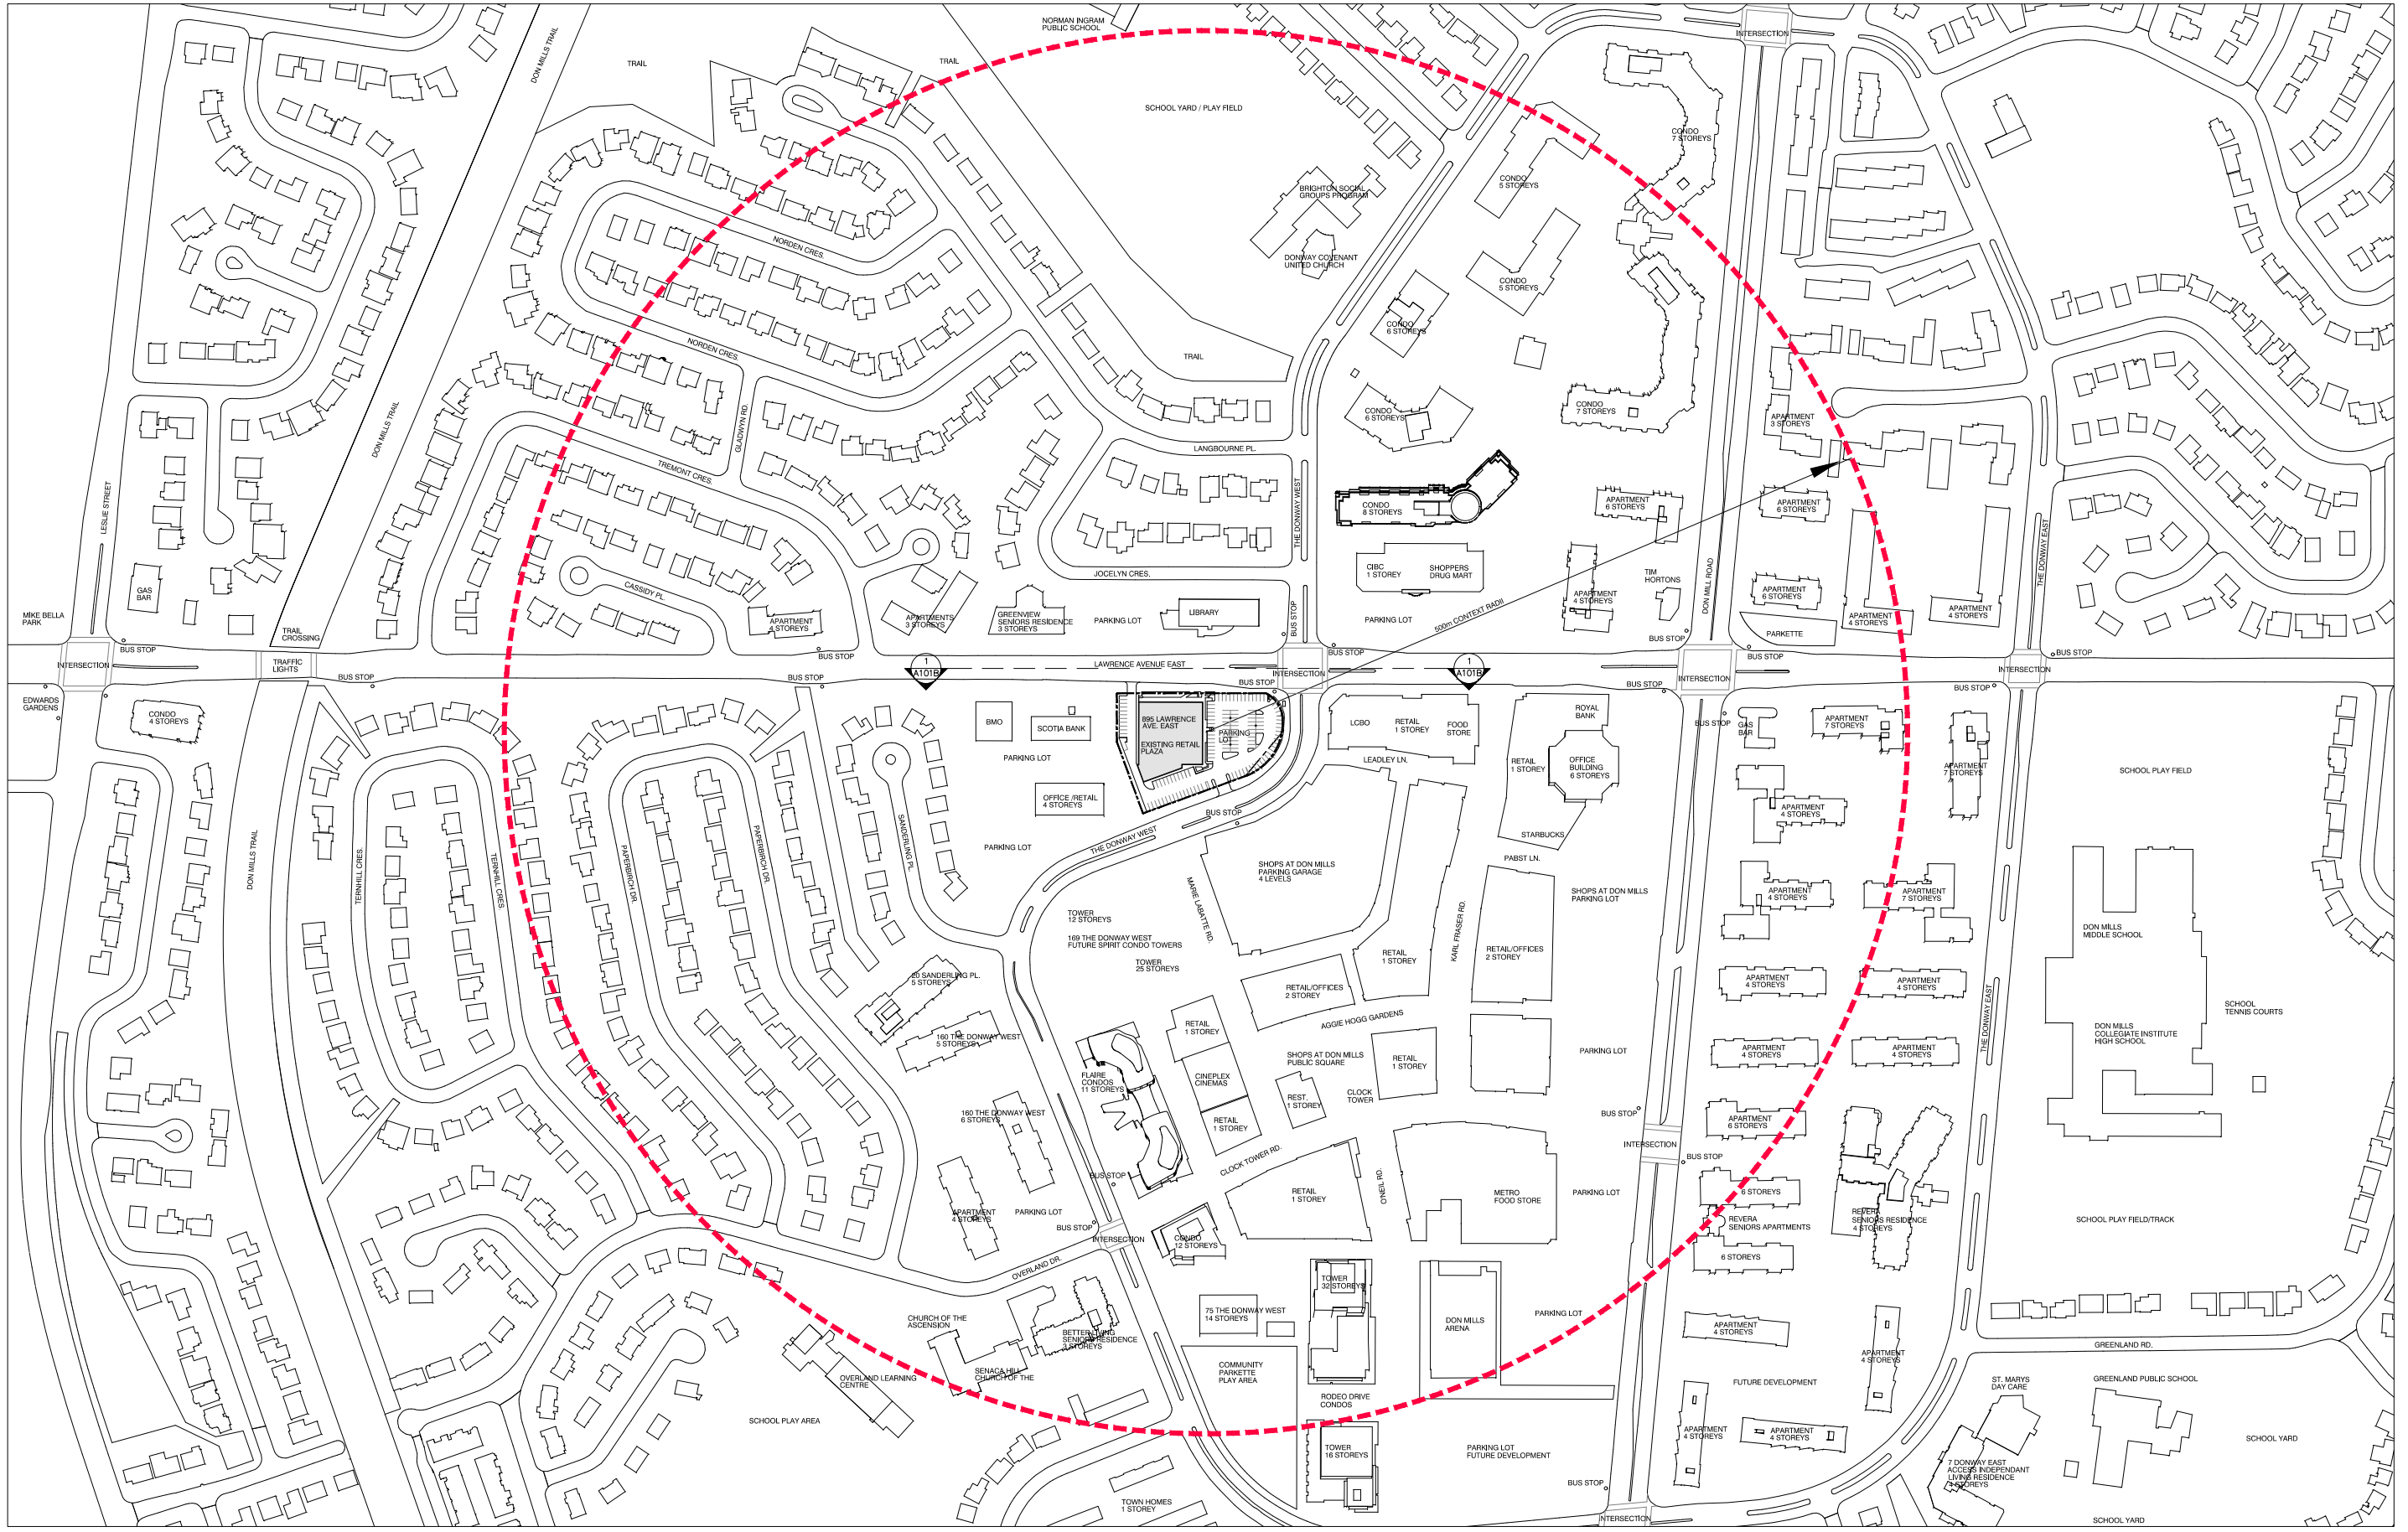 NORMAN INGRAM
PUBLIC SCHOOL
INTERSECTION
DON MILLS TRAIL
TRAIL
TRAIL
SCHOOL YARD / PLAY FIELD
CONDO
7 STOREYS
CONDO
5 STOREYS
BRIGHTON SOCIAL
GROUPS PROGRAM
NORDEN CRES.
DONWAY COVENANT
UNITED CHURCH
CONDO
5 STOREYS
CONDO
6 STOREYS
NORDEN CRES.
TRAIL
CONDO
6 STOREYS
CONDO
7 STOREYS
APARTMENT
3 STOREYS
GLADWYN RD.
DON MILLS TRAIL
LANGBOURNE PL.
TREMONT CRES.
LESLIE STREET
THE DONWAY WEST
CONDO
8 STOREYS
APARTMENT
6 STOREYS
APARTMENT
6 STOREYS
THE DONWAY EAST
CIBC
1 STOREY
SHOPPERS
DRUG MART
JOCELYN CRES.
TIM
HORTONS
DON MILL ROAD
GAS
BAR
CASSIDY PL.
APARTMENT
4 STOREYS
APARTMENT
6 STOREYS
MIKE BELLA
PARK
TRAIL
CROSSING
APARTMENT
4 STOREYS
APARTMENTS
3 STOREYS
GREENVIEW
SENIORS RESIDENCE
3 STOREYS
PARKING LOT
LIBRARY
BUS STOP
PARKING LOT
500m CONTEXT RADII
BUS STOP
PARKETTE
APARTMENT
4 STOREYS
APARTMENT
4 STOREYS
BUS STOP
BUS STOP
BUS STOP
BUS STOP
BUS STOP
INTERSECTION
TRAFFIC
LIGHTS
1
A101B
LAWRENCE AVENUE EAST
INTERSECTION
1
A101B
INTERSECTION
INTERSECTION
BUS STOP
BUS STOP
BUS STOP
BUS STOP
BUS STOP
EDWARDS
GARDENS
CONDO
4 STOREYS
BMO
SCOTIA BANK
895 LAWRENCE
AVE. EAST
EXISTING RETAIL
PLAZA
PARKING
LOT
LCBO
RETAIL
1 STOREY
FOOD
STORE
ROYAL
BANK
BUS STOP
GAS
BAR
APARTMENT
7 STOREYS
PARKING LOT
LEADLEY LN.
RETAIL
1 STOREY
OFFICE
BUILDING
6 STOREYS
APARTMENT
7 STOREYS
SCHOOL PLAY FIELD
OFFICE /RETAIL
4 STOREYS
BUS STOP
APARTMENT
4 STOREYS
STARBUCKS
THE DONWAY WEST
PARKING LOT
DON MILLS TRAIL
TERNHILL CRES.
TERNHILL CRES.
PAPERBIRCH DR.
PAPERBIRCH DR.
SANDERLING PL.
SHOPS AT DON MILLS
PARKING GARAGE
4 LEVELS
PABST LN.
SHOPS AT DON MILLS
PARKING LOT
APARTMENT
4 STOREYS
APARTMENT
7 STOREYS
MARIE LABATTE RD.
KARL FRASER RD.
TOWER
12 STOREYS
169 THE DONWAY WEST
FUTURE SPIRIT CONDO TOWERS
TOWER
25 STOREYS
RETAIL
1 STOREY
RETAIL/OFFICES
2 STOREY
DON MILLS
MIDDLE SCHOOL
20 SANDERLING PL.
5 STOREYS
RETAIL/OFFICES
2 STOREY
APARTMENT
4 STOREYS
APARTMENT
4 STOREYS
THE DONWAY EAST
SCHOOL
TENNIS COURTS
RETAIL
1 STOREY
AGGIE HOGG GARDENS
160 THE DONWAY WEST
5 STOREYS
DON MILLS
COLLEGIATE INSTITUTE
HIGH SCHOOL
SHOPS AT DON MILLS
PUBLIC SQUARE
RETAIL
1 STOREY
PARKING LOT
APARTMENT
4 STOREYS
APARTMENT
4 STOREYS
FLAIRE
CONDOS
11 STOREYS
CINEPLEX
CINEMAS
REST.
1 STOREY
CLOCK
TOWER
160 THE DONWAY WEST
6 STOREYS
RETAIL
1 STOREY
BUS STOP
APARTMENT
6 STOREYS
INTERSECTION
BUS STOP
CLOCK TOWER RD.
BUS STOP
O'NEIL RD.
RETAIL
1 STOREY
METRO
FOOD STORE
PARKING LOT
6 STOREYS
REVERA
SENIORS APARTMENTS
REVERA
SENIORS RESIDENCE
4 STOREYS
SCHOOL PLAY FIELD/TRACK
APARTMENT
4 STOREYS
PARKING LOT
BUS STOP
INTERSECTION
CONDO
12 STOREYS
6 STOREYS
OVERLAND DR.
TOWER
32 STOREYS
75 THE DONWAY WEST
14 STOREYS
DON MILLS
ARENA
PARKING LOT
APARTMENT
4 STOREYS
CHURCH OF THE
ASCENSION
BETTER LIVING
SENIORS RESIDENCE
3 STOREYS
GREENLAND RD.
APARTMENT
4 STOREYS
SENACA HILL
CHURCH OF THE
OVERLAND LEARNING
CENTRE
COMMUNITY
PARKETTE
PLAY AREA
FUTURE DEVELOPMENT
ST. MARYS
DAY CARE
GREENLAND PUBLIC SCHOOL
RODEO DRIVE
CONDOS
SCHOOL PLAY AREA
APARTMENT
4 STOREYS
APARTMENT
4 STOREYS
SCHOOL YARD
TOWER
16 STOREYS
PARKING LOT
FUTURE DEVELOPMENT
7 DONWAY EAST
ACCESS INDEPENDANT
LIVING RESIDENCE
4 STOREYS
BUS STOP
TOWN HOMES
1 STOREY
INTERSECTION
SCHOOL YARD